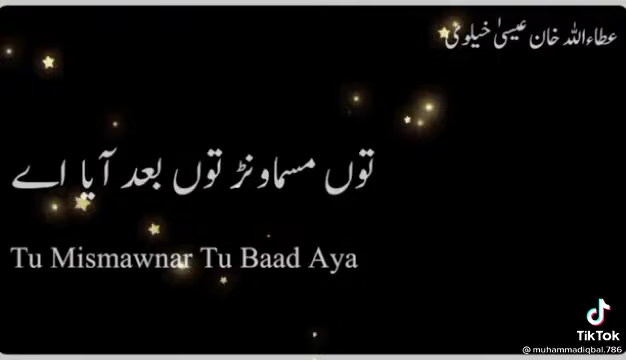 عطاءاللہ خان عیسیٰ خیلوی
توں مسماونڑ توں بعد آیا اے
Tu Mismawnar Tu Baad Aya
TikTok
@muhammadiqbal.786